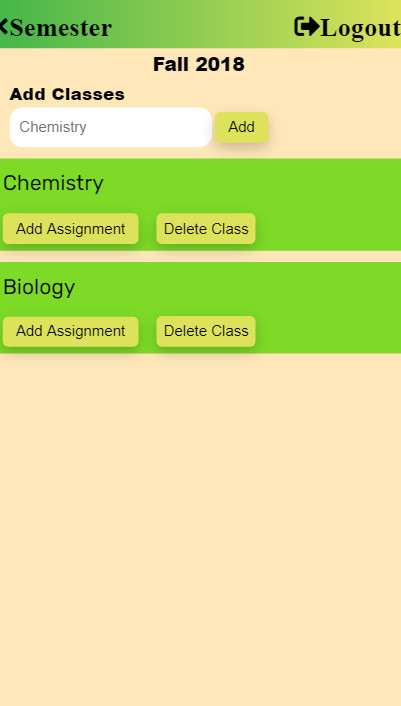 Semester Logout
Fall 2018
Add Classes
Chemistry Add
Chemistry
Add Assignment Delete Class
Biology
Add Assignment Delete Class